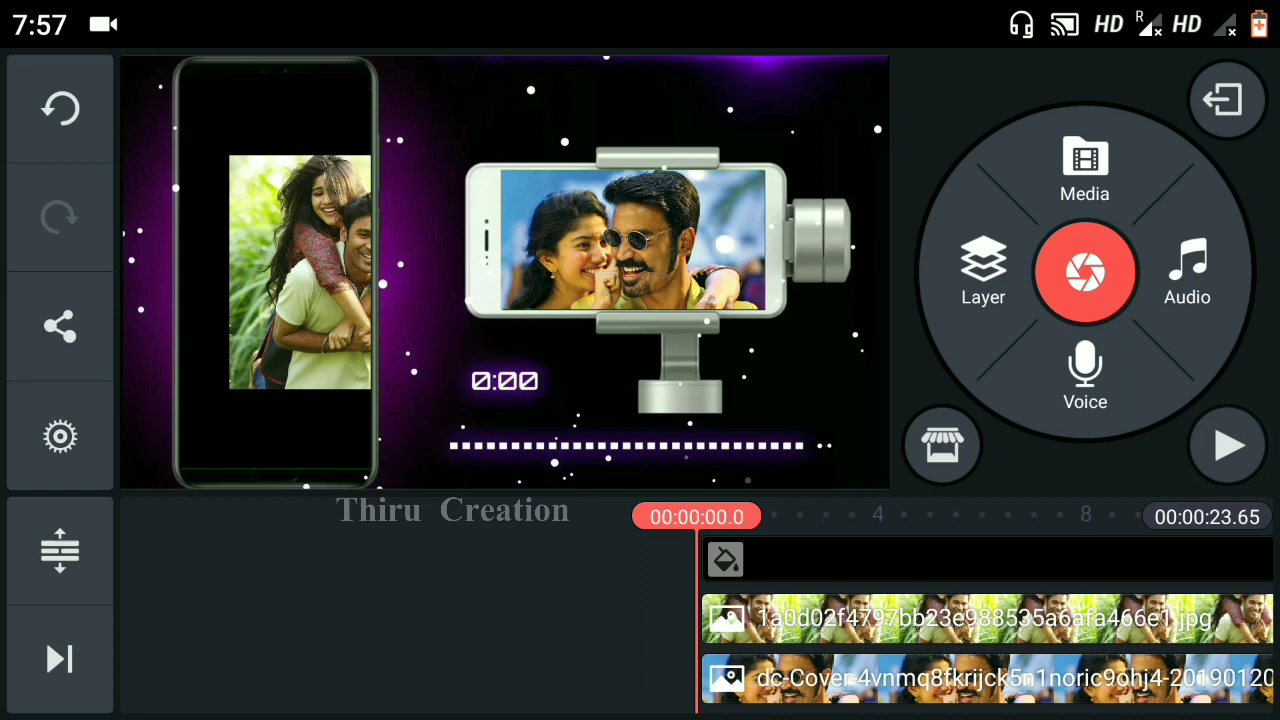 7:57
HD R HD
Media
Layer
Audio
Voice
0:00
Thiru Creation
00:00:00.0
4
8
00:00:23.65
1a0d02f4797bb23e988535a6afa466e1.jpg
dc-Cover-4vnmq8fkrijck5n1noric9ohj4-20190120